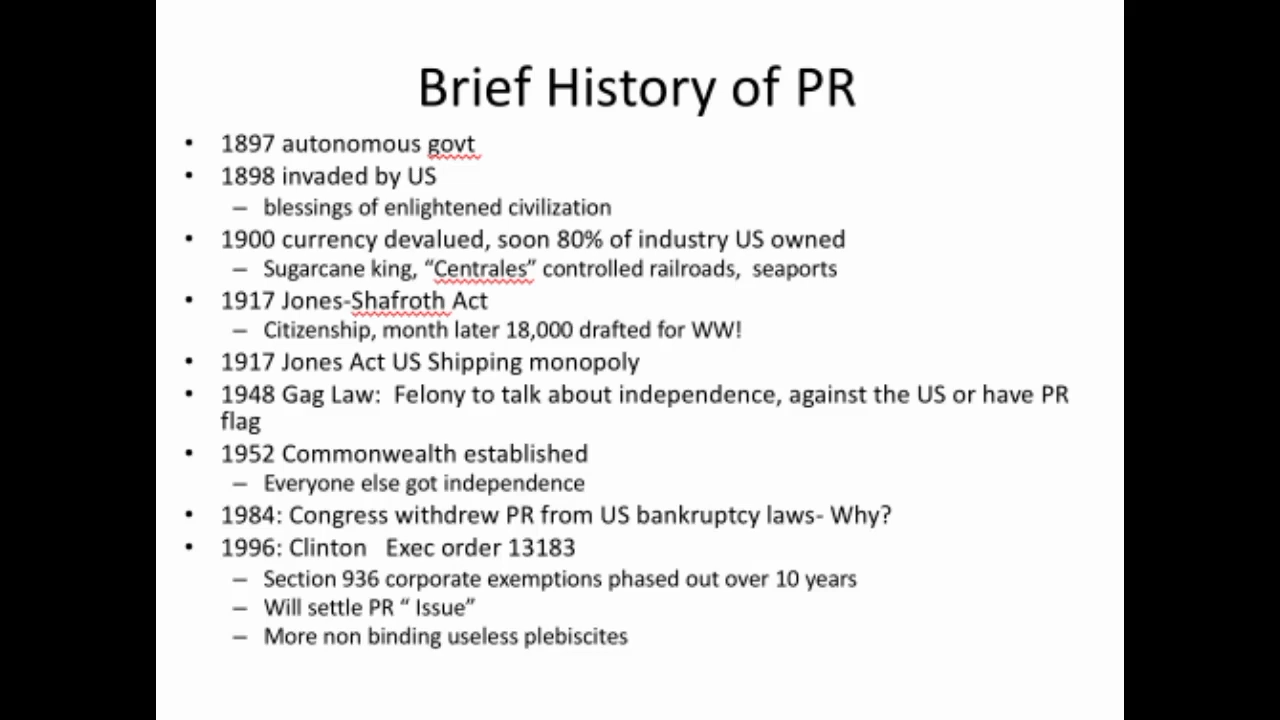 Brief History of PR
• 1897 autonomous govt
• 1898 invaded by US
– blessings of enlightened civilization
• 1900 currency devalued, soon 80% of industry US owned
– Sugarcane king, “Centrales” controlled railroads,  seaports
• 1917 Jones-Shafroth Act
– Citizenship, month later 18,000 drafted for WW!
• 1917 Jones Act US Shipping monopoly
• 1948 Gag Law:  Felony to talk about independence, against the US or have PR
flag
• 1952 Commonwealth established
– Everyone else got independence
• 1984: Congress withdrew PR from US bankruptcy laws- Why?
• 1996: Clinton   Exec order 13183
– Section 936 corporate exemptions phased out over 10 years
– Will settle PR “ Issue”
– More non binding useless plebiscites